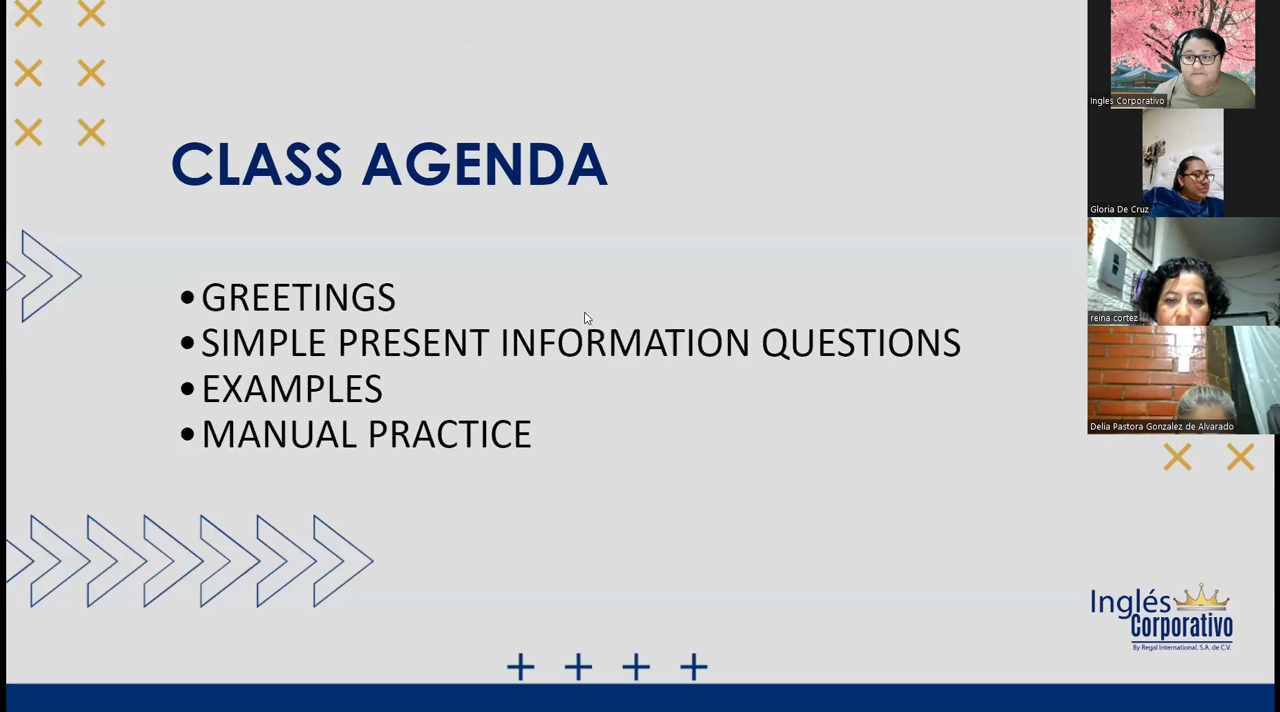 CLASS AGENDA
•GREETINGS
•SIMPLE PRESENT INFORMATION QUESTIONS
•EXAMPLES
•MANUAL PRACTICE
Ingles Corporativo
Gloria De Cruz
reina cortez
Delia Pastora Gonzalez de Alvarado
Inglés
Corporativo
By Regal International, S.A. de C.V.